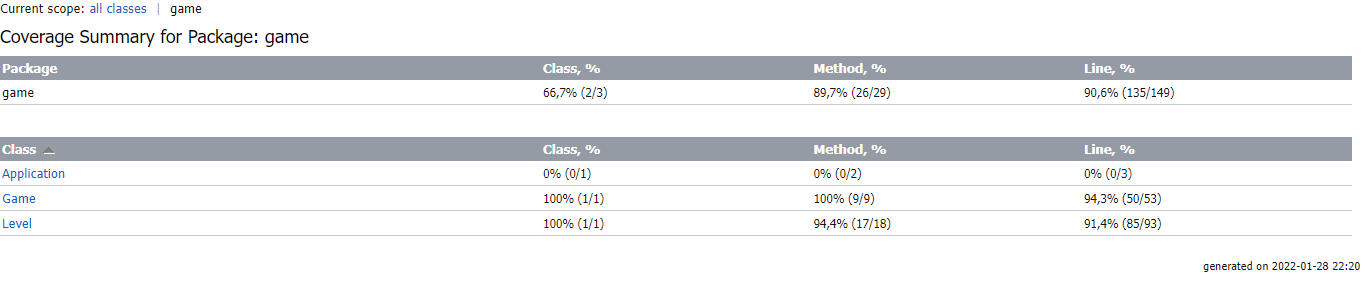 Current scope: all classes | game
Coverage Summary for Package: game
Package Class, % Method, % Line, %
game 66,7% (2/3) 89,7% (26/29) 90,6% (135/149)
Class Class, % Method, % Line, %
Application 0% (0/1) 0% (0/2) 0% (0/3)
Game 100% (1/1) 100% (9/9) 94,3% (50/53)
Level 100% (1/1) 94,4% (17/18) 91,4% (85/93)
generated on 2022-01-28 22:20